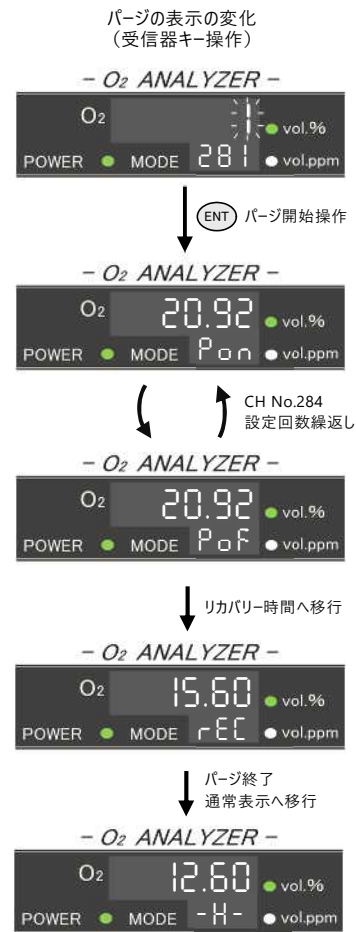 パージの表示の変化
（受信器キー操作）
– O2 ANALYZER –
O2 1 vol.%
POWER MODE 281 vol.ppm
ENT パージ開始操作
– O2 ANALYZER –
O2 20.92 vol.%
POWER MODE Pon vol.ppm
CH No.284
設定回数繰返し
– O2 ANALYZER –
O2 20.92 vol.%
POWER MODE PoF vol.ppm
リカバリー時間へ移行
– O2 ANALYZER –
O2 15.60 vol.%
POWER MODE rEC vol.ppm
パージ終了
通常表示へ移行
– O2 ANALYZER –
O2 12.60 vol.%
POWER MODE -H- vol.ppm